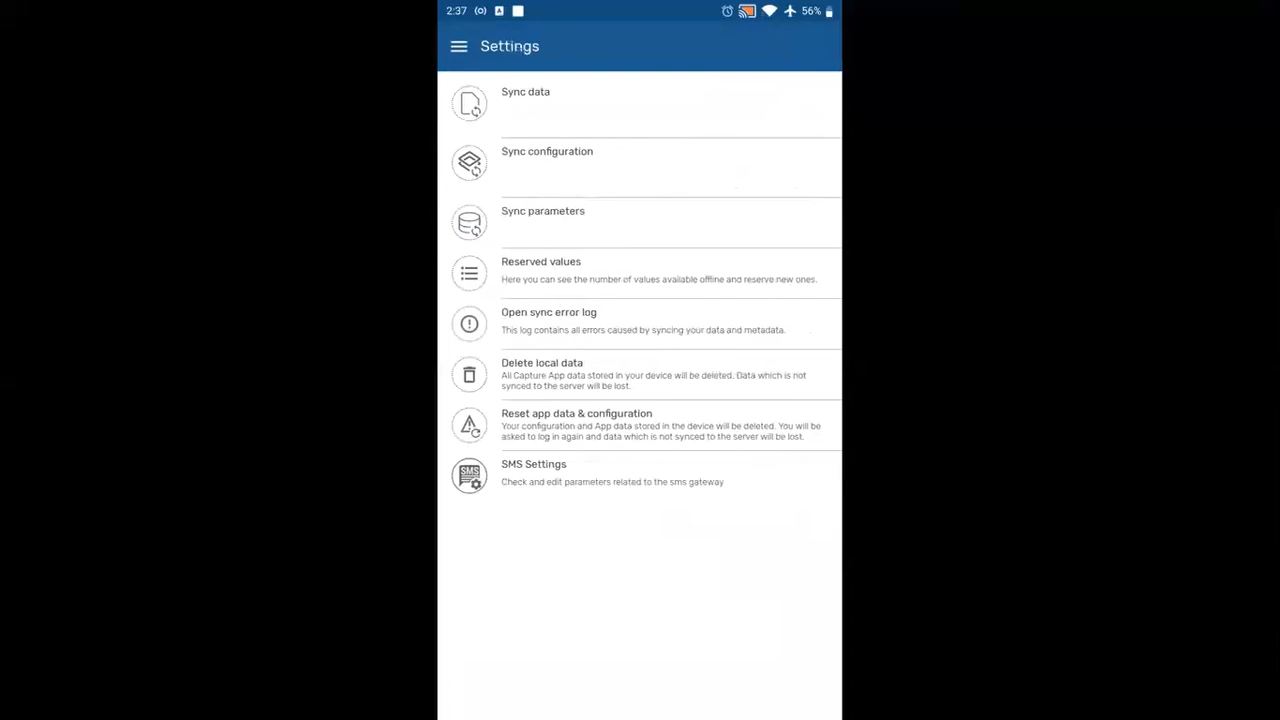 2:37 56%
Settings
Sync data
Sync configuration
Sync parameters
Reserved values
Here you can see the number of values available offline and reserve new ones.
Open sync error log
This log contains all errors caused by syncing your data and metadata.
Delete local data
All Capture App data stored in your device will be deleted. Data which is not
synced to the server will be lost.
Reset app data & configuration
Your configuration and App data stored in the device will be deleted. You will be
asked to log in again and data which is not synced to the server will be lost.
SMS
SMS Settings
Check and edit parameters related to the sms gateway